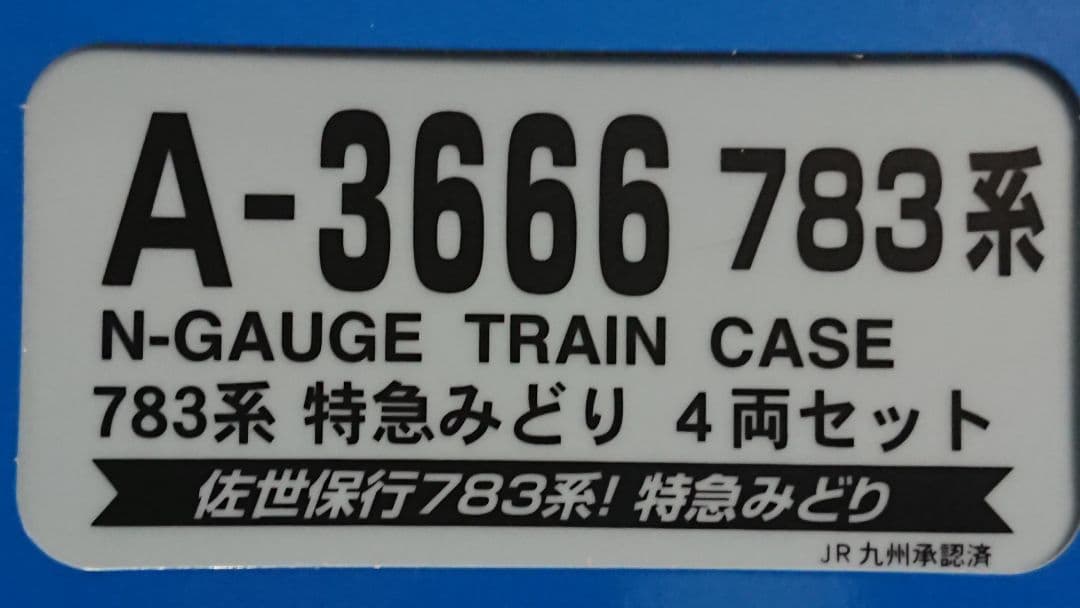 A-3666 783系
N-GAUGE TRAIN CASE
783系 特急みどり 4両セット
佐世保行783系! 特急みどり
JR九州承認済